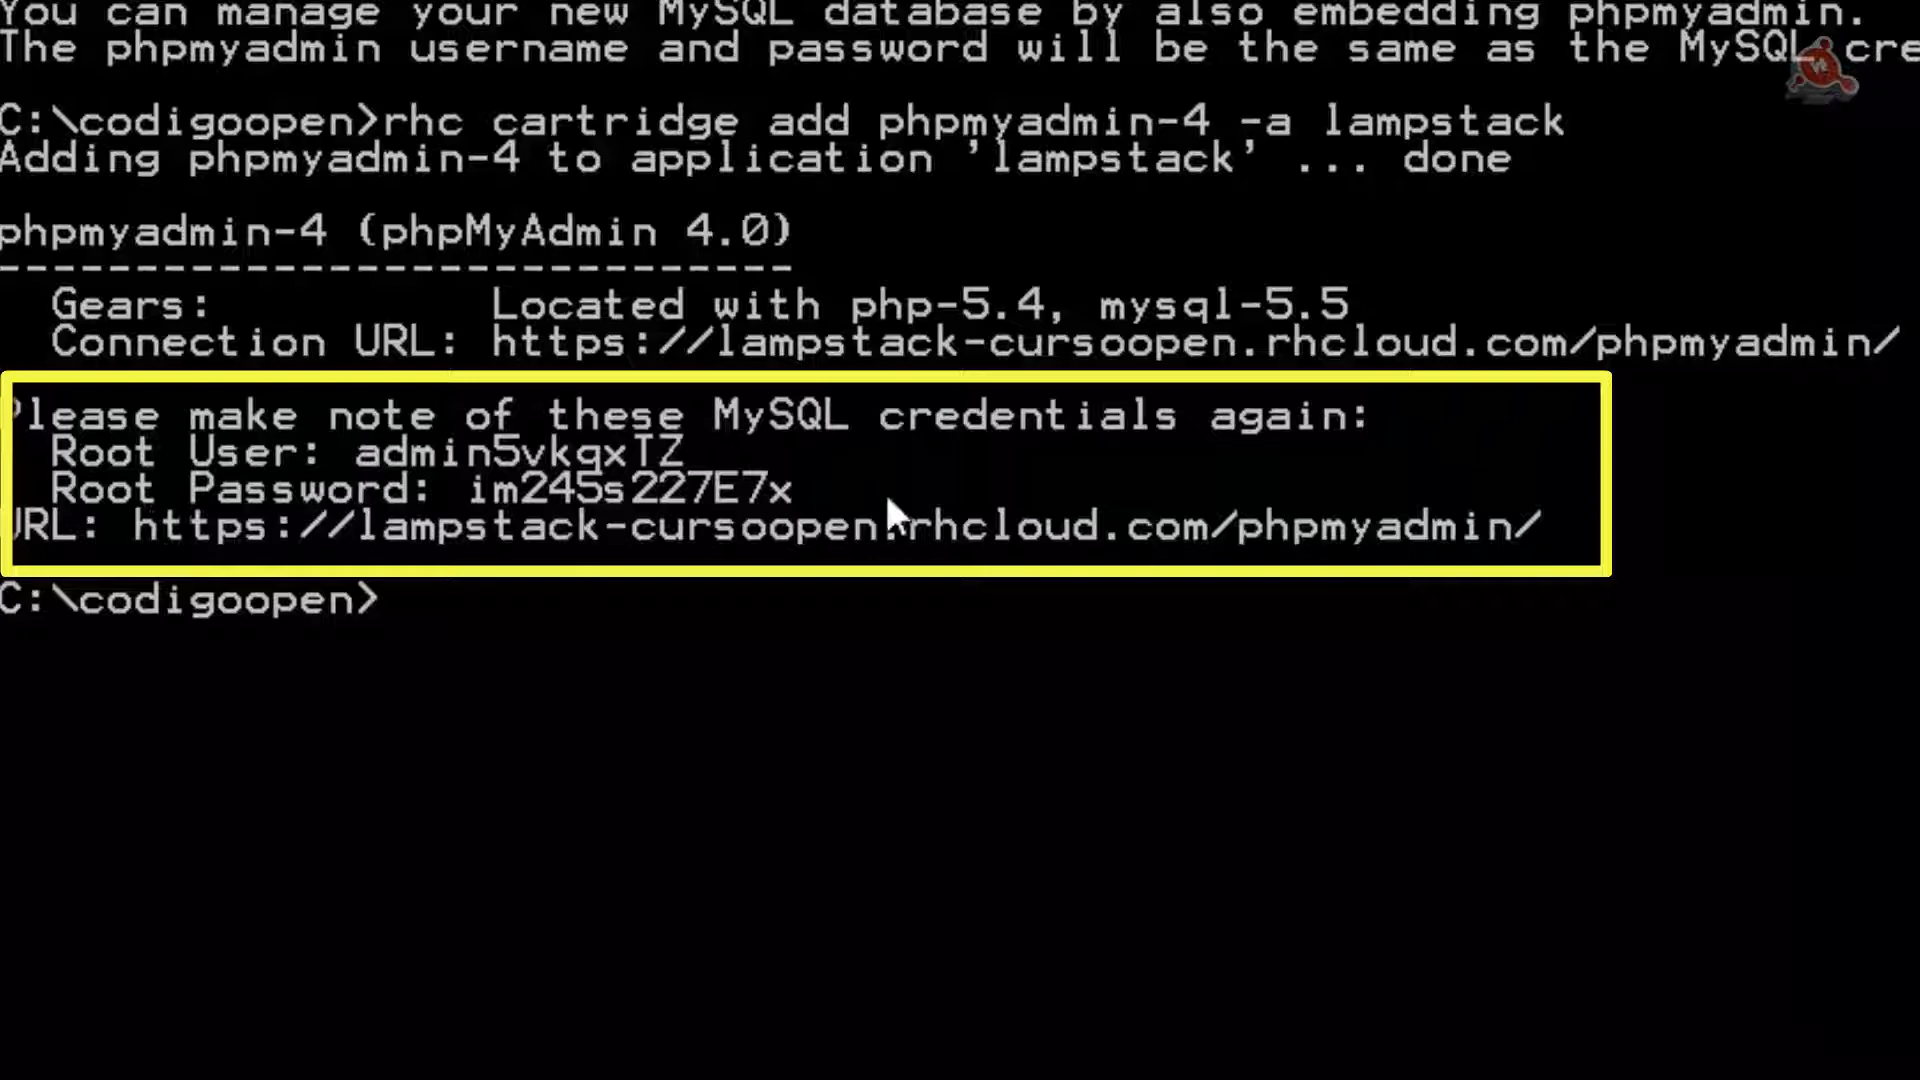 You can manage your new MySQL database by also embedding phpmyadmin.
The phpmyadmin username and password will be the same as the MySQL cre
C:\codigoopen>rhc cartridge add phpmyadmin-4 -a lampstack
Adding phpmyadmin-4 to application 'lampstack' ... done
phpmyadmin-4 (phpMyAdmin 4.0)
-----------------------------
Gears: Located with php-5.4, mysql-5.5
Connection URL: https://lampstack-cursoopen.rhcloud.com/phpmyadmin/
Please make note of these MySQL credentials again:
Root User: admin5vkqxTZ
Root Password: im245s227E7x
URL: https://lampstack-cursoopen.rhcloud.com/phpmyadmin/
C:\codigoopen>